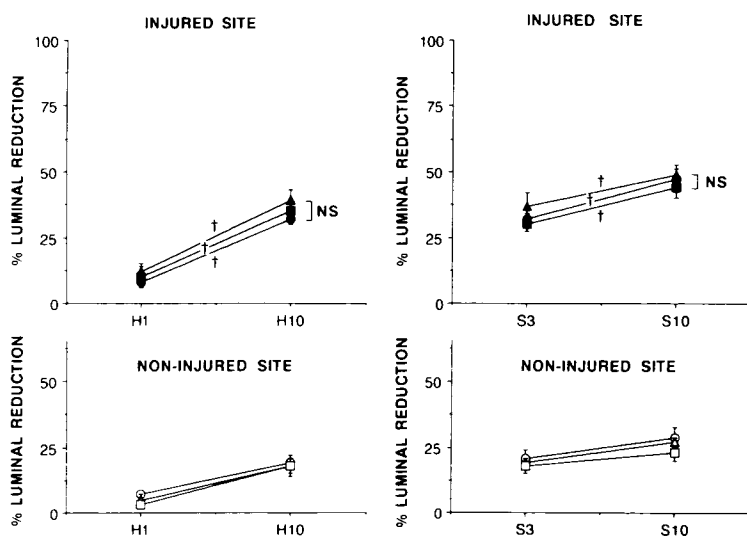 INJURED SITE
100
75
50
25
0
% LUMINAL REDUCTION
†
†
†
NS
H1
H10
INJURED SITE
100
75
50
25
0
% LUMINAL REDUCTION
†
†
†
NS
S3
S10
NON-INJURED SITE
50
25
0
% LUMINAL REDUCTION
H1
H10
NON-INJURED SITE
50
25
0
% LUMINAL REDUCTION
S3
S10